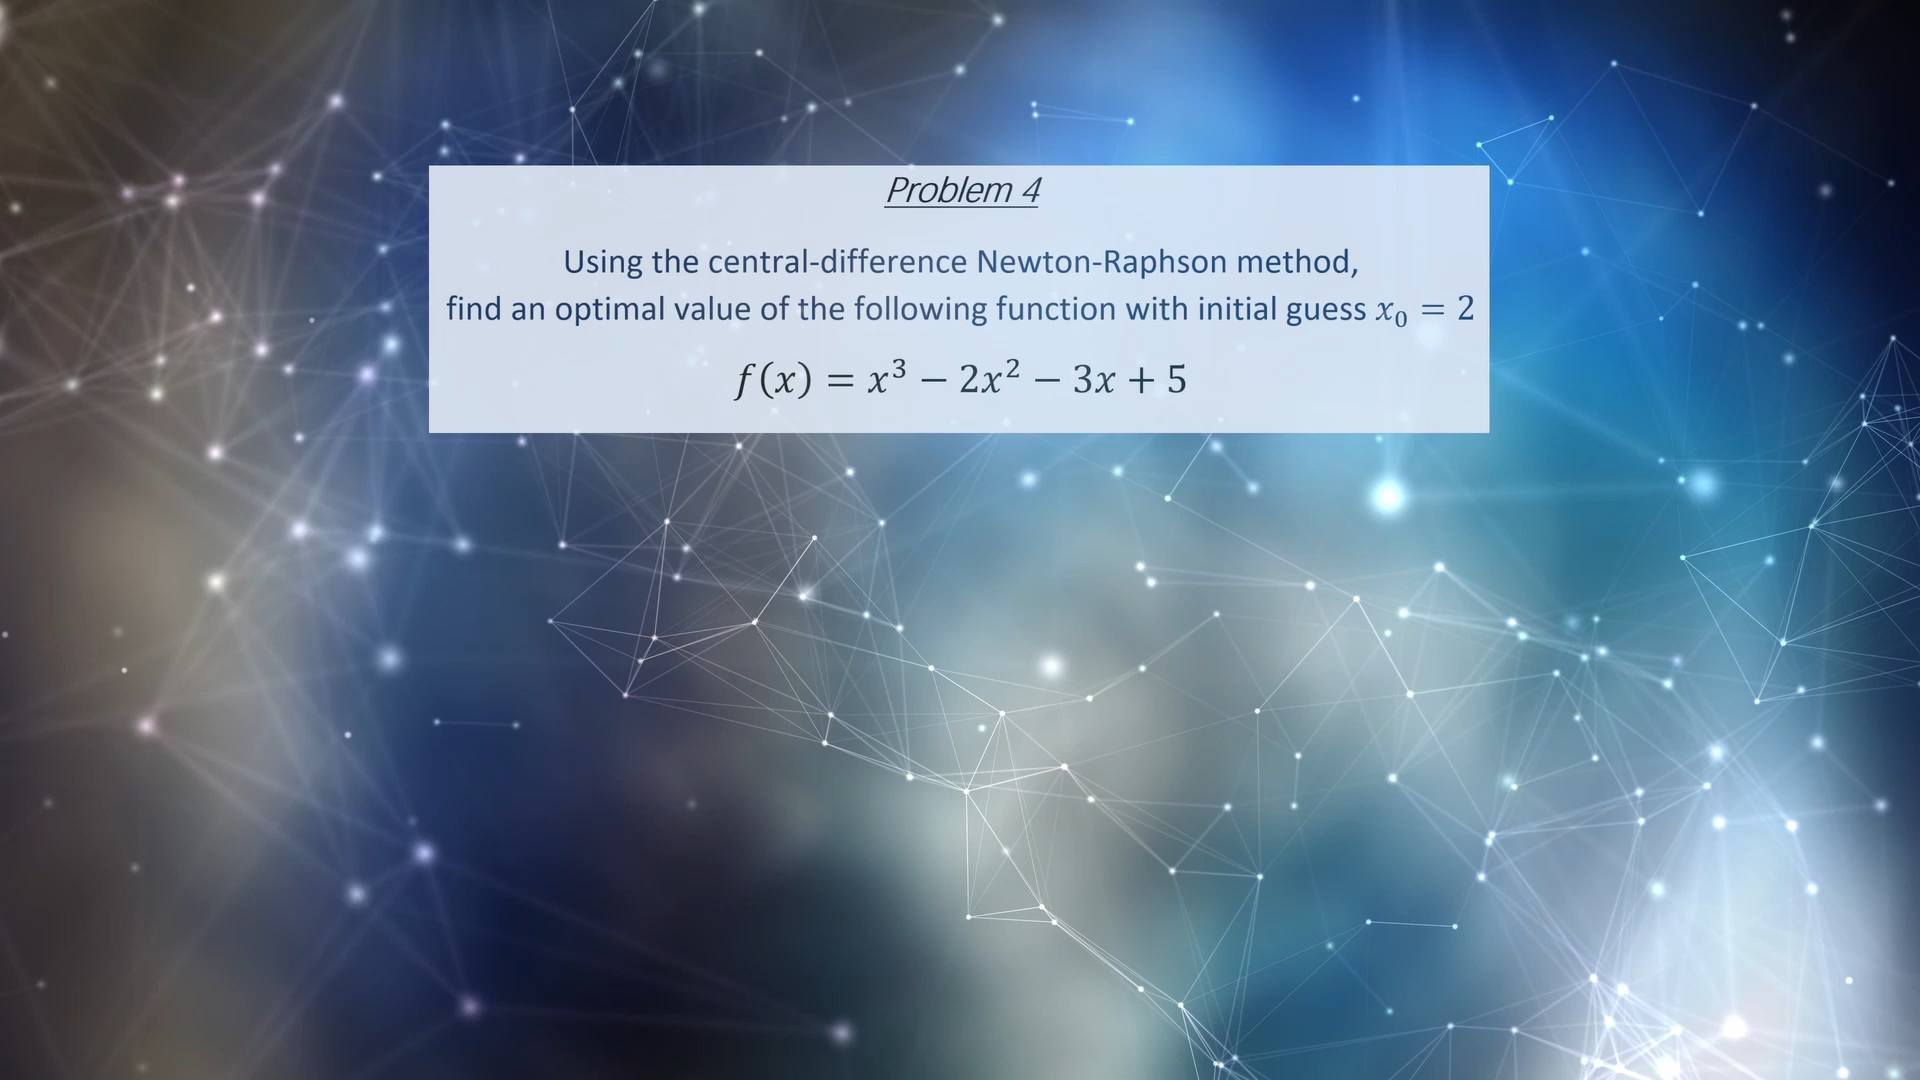 Problem 4
Using the central-difference Newton-Raphson method,
find an optimal value of the following function with initial guess x₀ = 2
f(x) = x³ − 2x² − 3x + 5